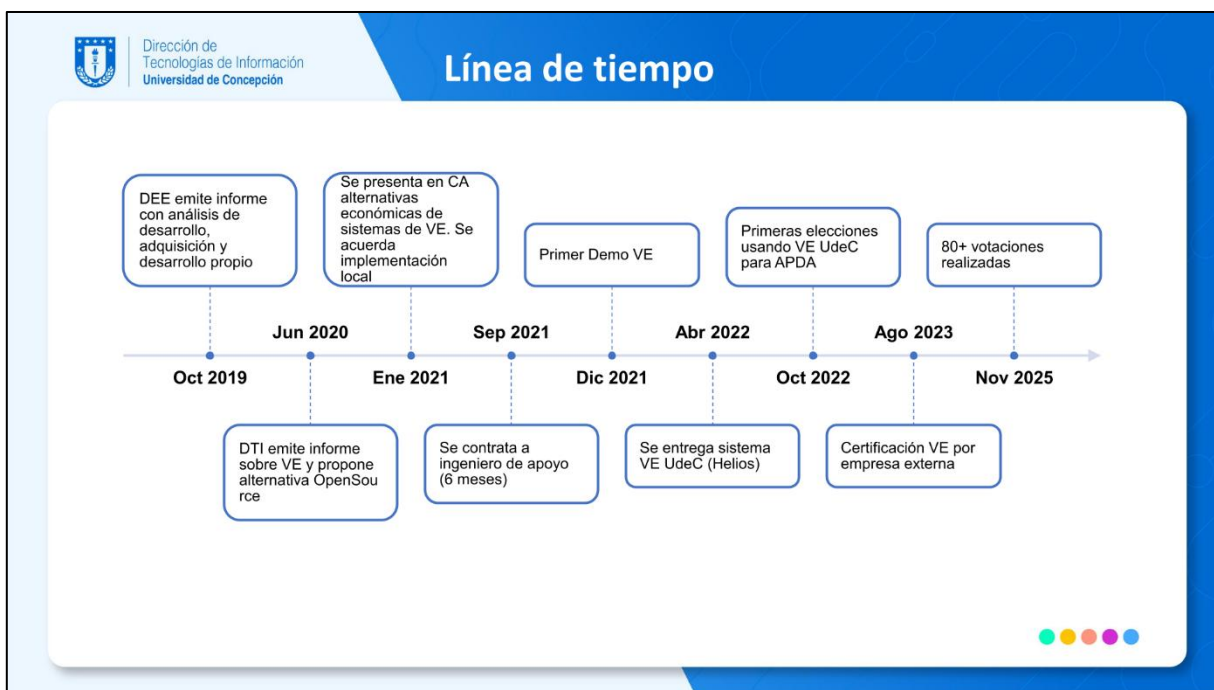 Dirección de
Tecnologías de Información
Universidad de Concepción
Línea de tiempo
DEE emite informe
con análisis de
desarrollo,
adquisición y
desarrollo propio
Se presenta en CA
alternativas
económicas de
sistemas de VE. Se
acuerda
implementación
local
Primer Demo VE
Primeras elecciones
usando VE UdeC
para APDA
80+ votaciones
realizadas
Jun 2020
Sep 2021
Abr 2022
Ago 2023
Oct 2019
Ene 2021
Dic 2021
Oct 2022
Nov 2025
DTI emite informe
sobre VE y propone
alternativa OpenSou
rce
Se contrata a
ingeniero de apoyo
(6 meses)
Se entrega sistema
VE UdeC (Helios)
Certificación VE por
empresa externa